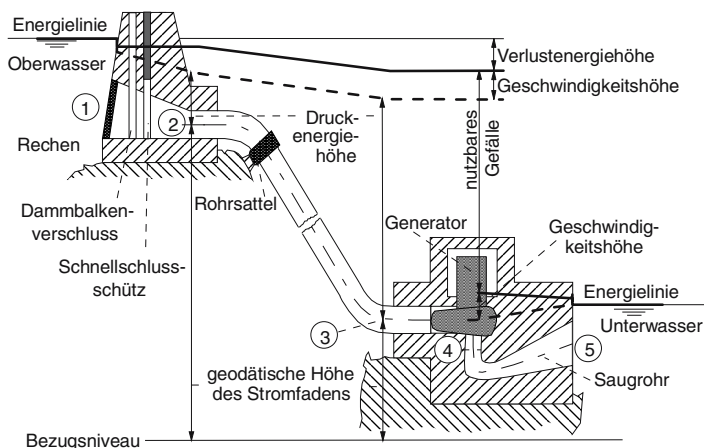 Energielinie
Oberwasser
Verlustenergiehöhe
Geschwindigkeitshöhe
1
2
Druck-
energie-
höhe
nutzbares
Gefälle
Rechen
Rohrsattel
Dammbalken-
verschluss
Schnellschluss-
schütz
Generator
Geschwindig-
keitshöhe
Energielinie
Unterwasser
3
4
5
geodätische Höhe
des Stromfadens
Saugrohr
Bezugsniveau